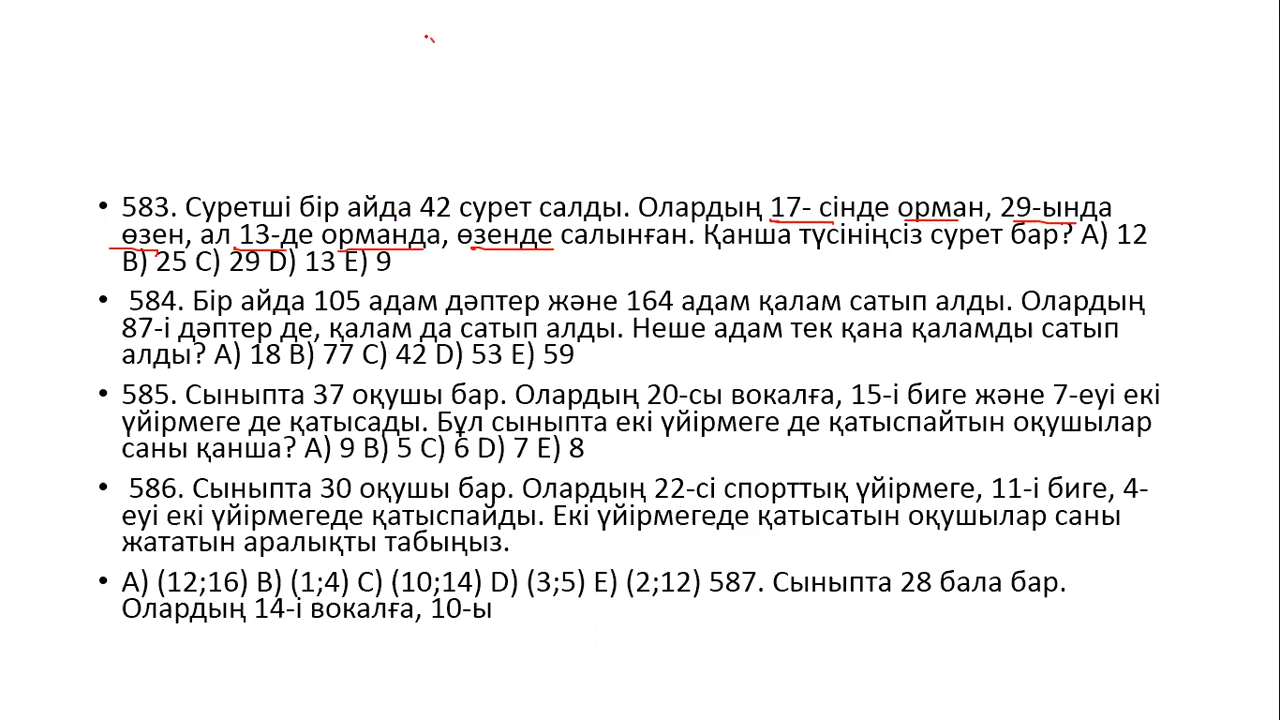 • 583. Суретші бір айда 42 сурет салды. Олардың 17- сінде орман, 29-ында
өзен, ал 13-де орманда, өзенде салынған. Қанша түсініңсіз сурет бар? А) 12
В) 25 С) 29 D) 13 Е) 9
• 584. Бір айда 105 адам дәптер және 164 адам қалам сатып алды. Олардың
87-і дәптер де, қалам да сатып алды. Неше адам тек қана қаламды сатып
алды? А) 18 В) 77 С) 42 D) 53 Е) 59
• 585. Сыныпта 37 оқушы бар. Олардың 20-сы вокалға, 15-і биге және 7-еуі екі
үйірмеге де қатысады. Бұл сыныпта екі үйірмеге де қатыспайтын оқушылар
саны қанша? А) 9 В) 5 С) 6 D) 7 Е) 8
• 586. Сыныпта 30 оқушы бар. Олардың 22-сі спорттық үйірмеге, 11-і биге, 4-
еуі екі үйірмегеде қатыспайды. Екі үйірмегеде қатысатын оқушылар саны
жататын аралықты табыңыз.
• А) (12;16) В) (1;4) С) (10;14) D) (3;5) Е) (2;12) 587. Сыныпта 28 бала бар.
Олардың 14-і вокалға, 10-ы